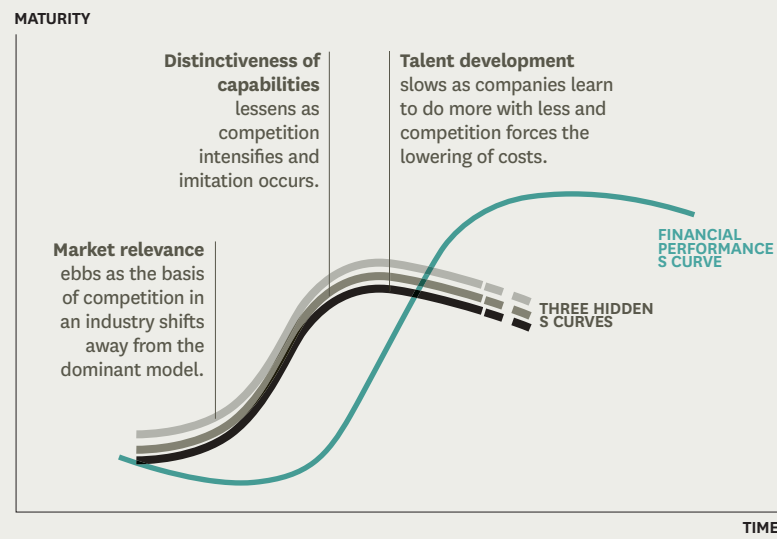 MATURITY
Distinctiveness of
capabilities
lessens as
competition
intensifies and
imitation occurs.
Talent development
slows as companies learn
to do more with less and
competition forces the
lowering of costs.
Market relevance
ebbs as the basis
of competition in
an industry shifts
away from the
dominant model.
FINANCIAL
PERFORMANCE
S CURVE
THREE HIDDEN
S CURVES
TIME